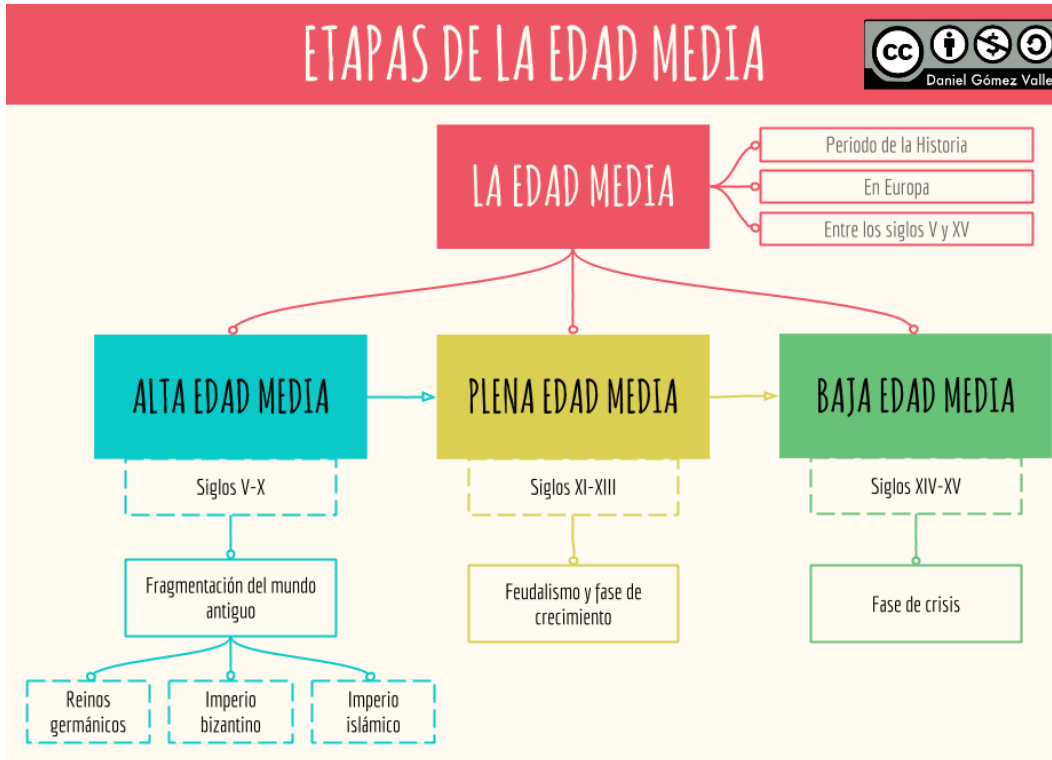 ETAPAS DE LA EDAD MEDIA
cc
Daniel Gómez Valle
LA EDAD MEDIA
Periodo de la Historia
En Europa
Entre los siglos V y XV
ALTA EDAD MEDIA
PLENA EDAD MEDIA
BAJA EDAD MEDIA
Siglos V-X
Siglos XI-XIII
Siglos XIV-XV
Fragmentación del mundo
antiguo
Feudalismo y fase de
crecimiento
Fase de crisis
Reinos
germánicos
Imperio
bizantino
Imperio
islámico